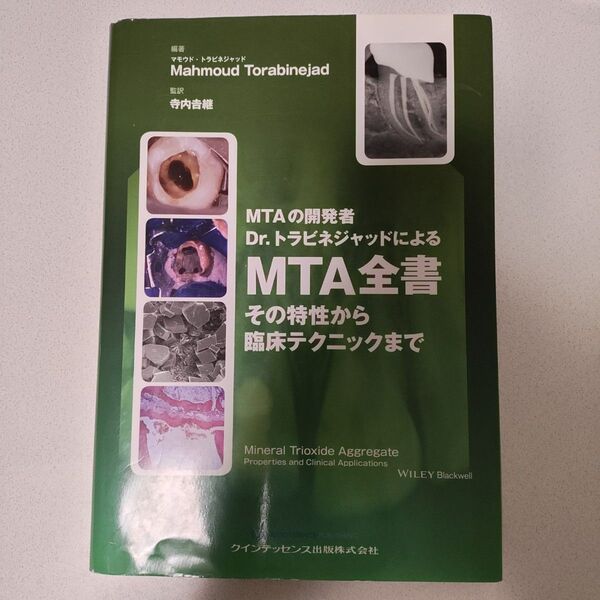 編著
マモウド・トラビネジャッド
Mahmoud Torabinejad
監訳
寺内吉継
MTAの開発者
Dr.トラビネジャッドによる
MTA全書
その特性から
臨床テクニックまで
Mineral Trioxide Aggregate
Properties and Clinical Applications
WILEY Blackwell
クインテッセンス出版株式会社